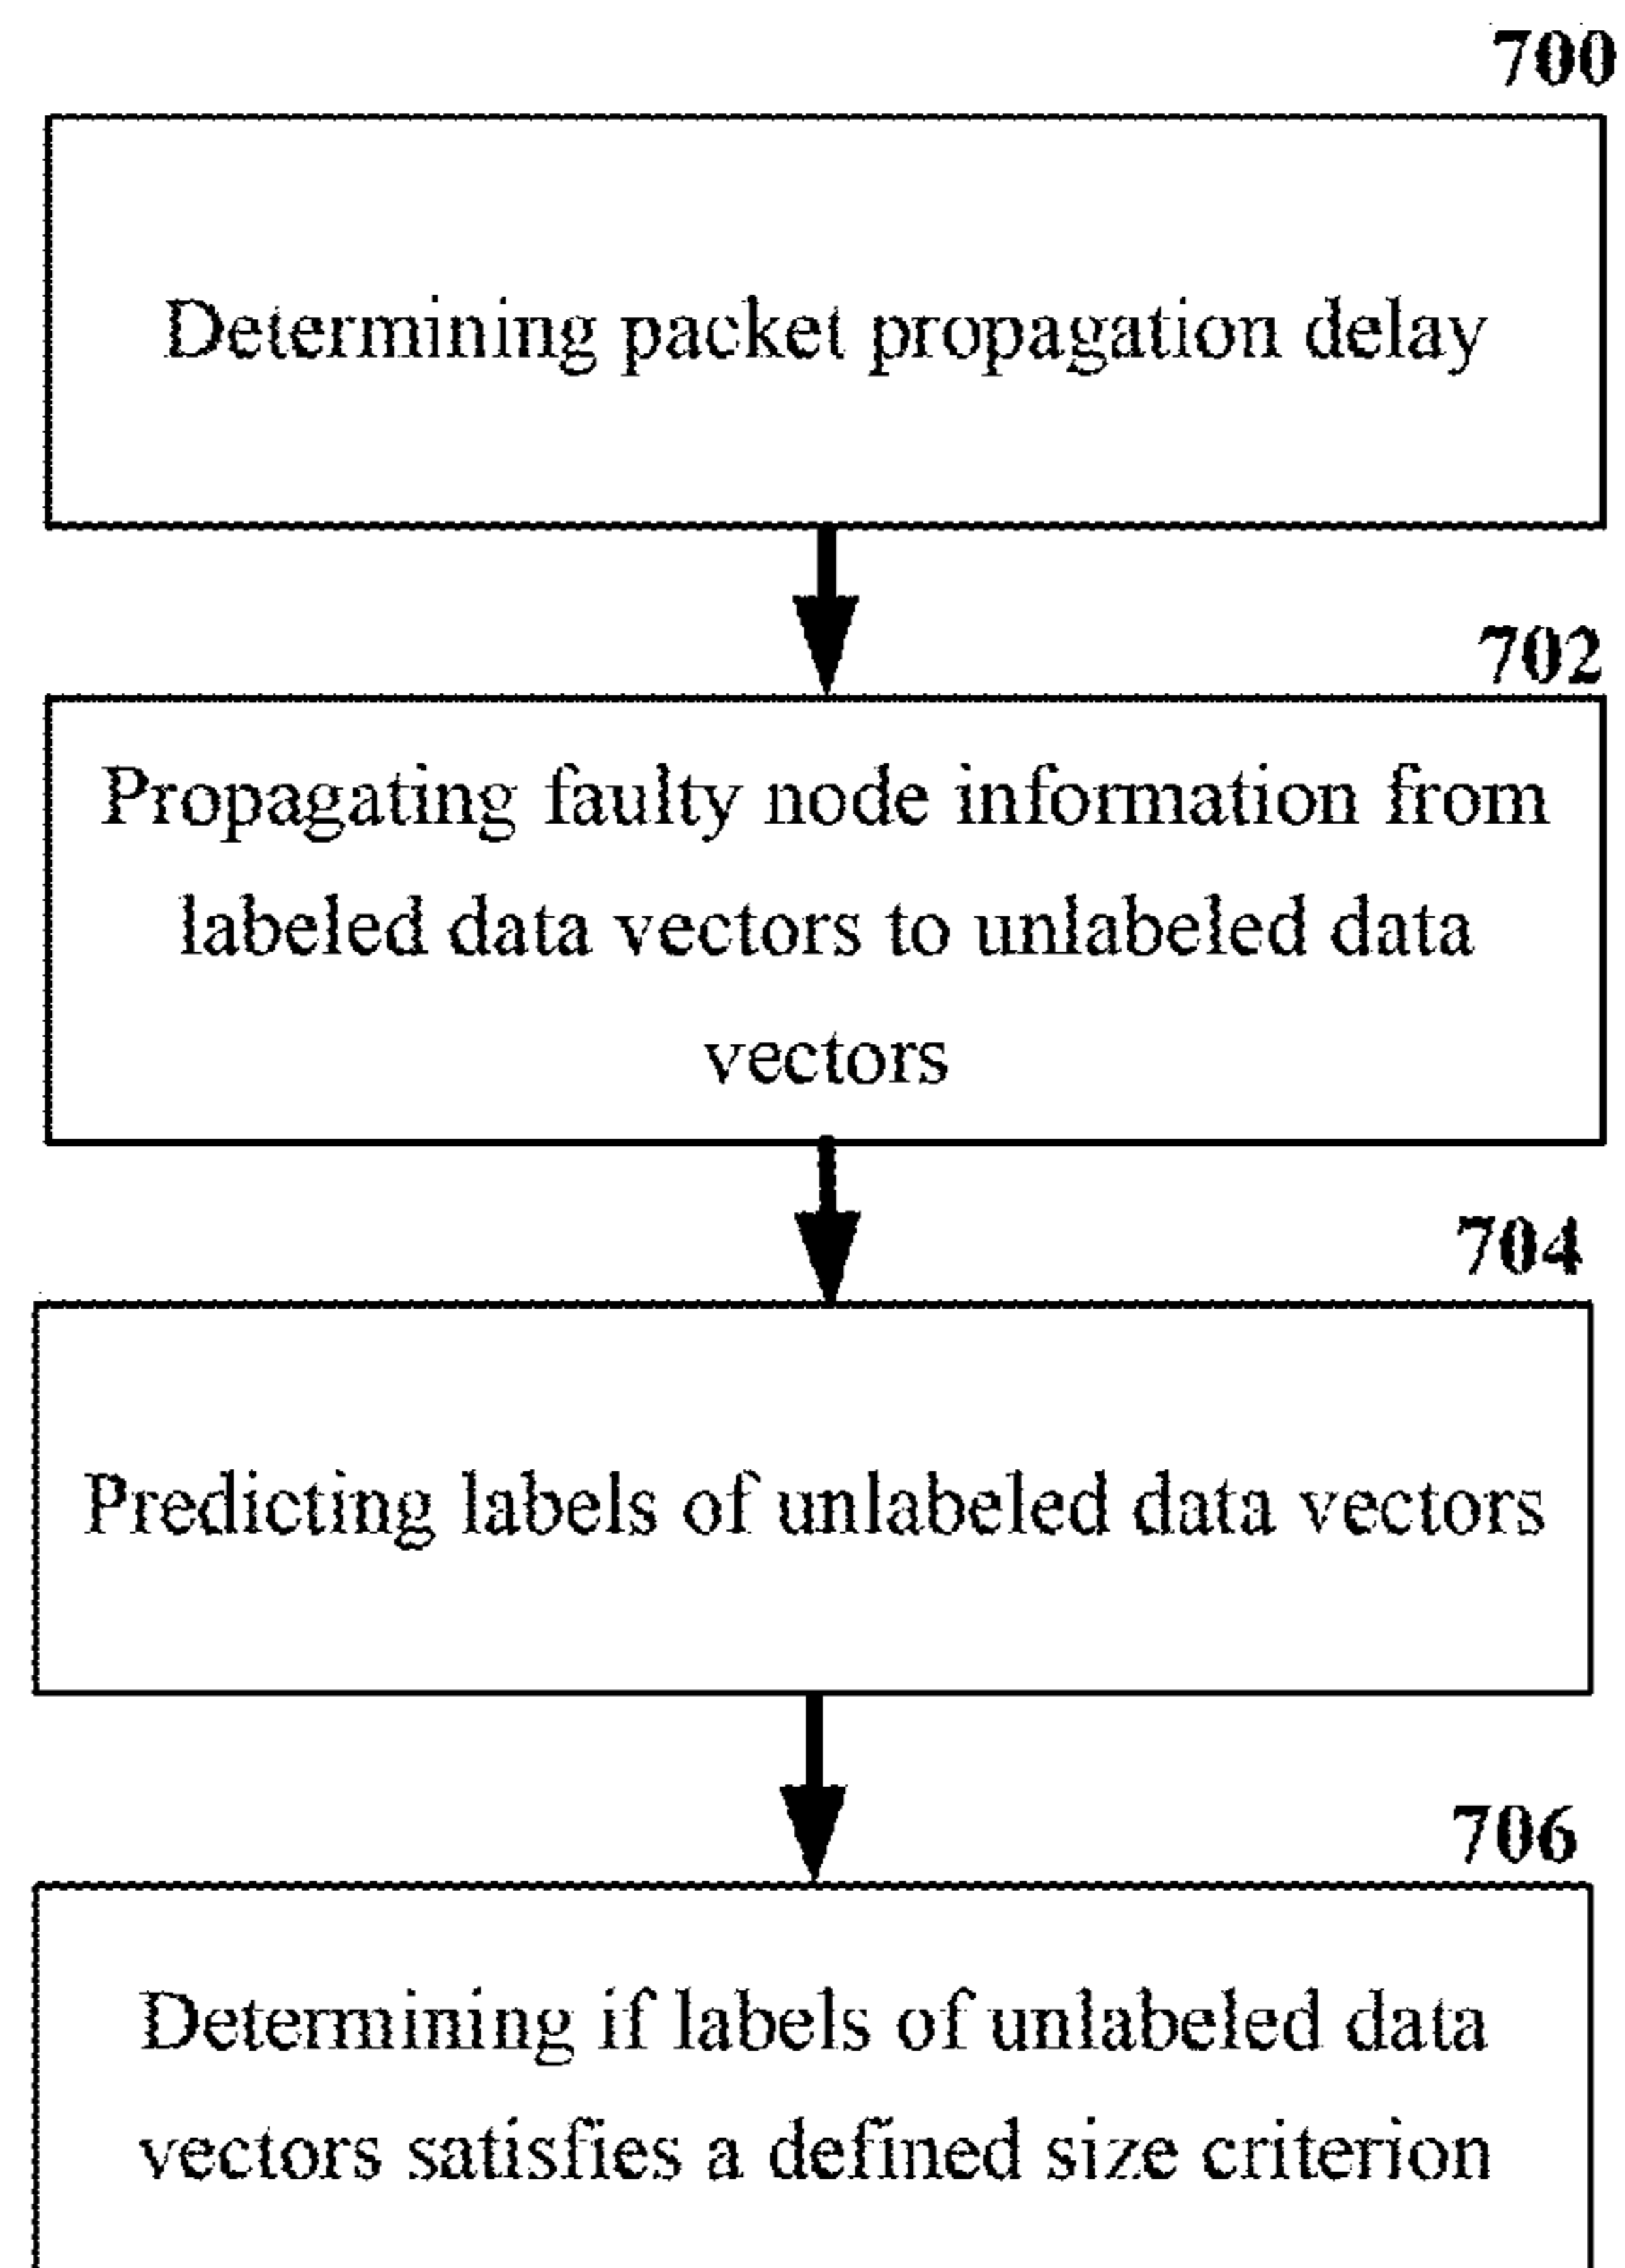 700
Determining packet propagation delay
702
Propagating faulty node information from
labeled data vectors to unlabeled data
vectors
704
Predicting labels of unlabeled data vectors
706
Determining if labels of unlabeled data
vectors satisfies a defined size criterion